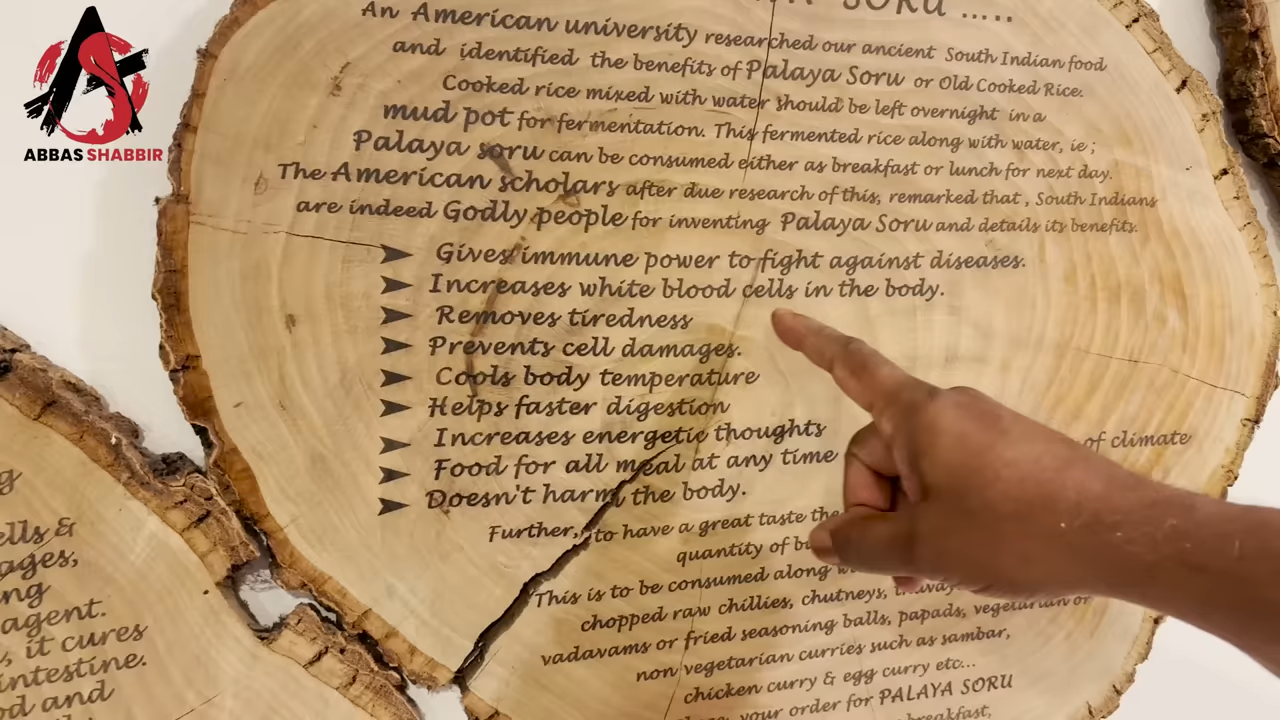 ABBAS SHABBIR
SORU .....
An American university researched our ancient South Indian food
and identified the benefits of Palaya Soru or Old Cooked Rice.
Cooked rice mixed with water should be left overnight in a
mud pot for fermentation. This fermented rice along with water, ie ;
Palaya soru can be consumed either as breakfast or lunch for next day.
The American scholars after due research of this, remarked that , South Indians
are indeed Godly people for inventing Palaya Soru and details its benefits.
➤ Gives immune power to fight against diseases.
➤ Increases white blood cells in the body.
➤ Removes tiredness
➤ Prevents cell damages.
➤ Cools body temperature
➤ Helps faster digestion
➤ Increases energetic thoughts
➤ Food for all meal at any time of climate
➤ Doesn't harm the body.
Further, to have a great taste the
quantity of
This is to be consumed along
chopped raw chillies, chutneys,
vadavams or fried seasoning balls, papads, vegetarian or
non vegetarian curries such as sambar,
chicken curry & egg curry etc...
your order for PALAYA SORU
breakfast,
agent.
it cures
intestine.